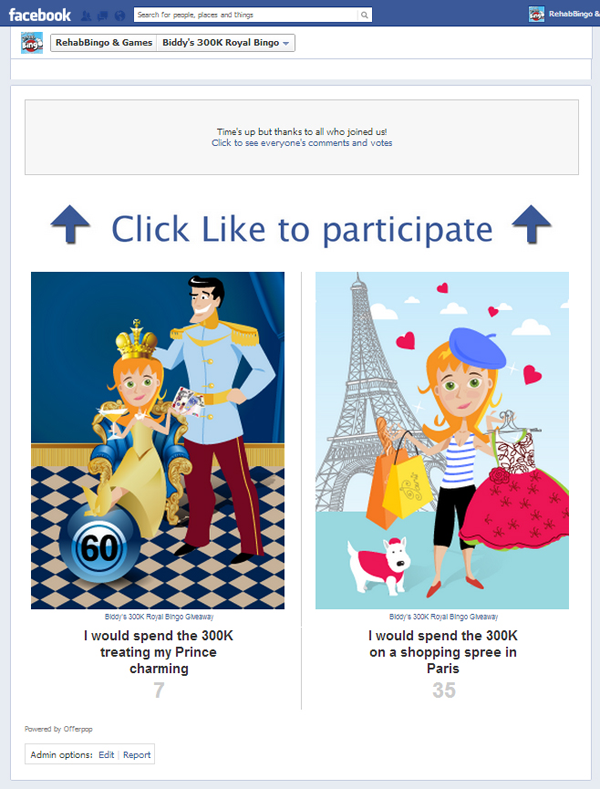 facebook
Search for people, places and things
RehabBingo &
Bingo
RehabBingo & Games
Biddy's 300K Royal Bingo
Time's up but thanks to all who joined us!
Click to see everyone's comments and votes
Click Like to participate
60
Biddy's 300K Royal Bingo Giveaway
I would spend the 300K
treating my Prince
charming
7
Biddy's 300K Royal Bingo Giveaway
I would spend the 300K
on a shopping spree in
Paris
35
Powered by Offerpop
Admin options: Edit | Report